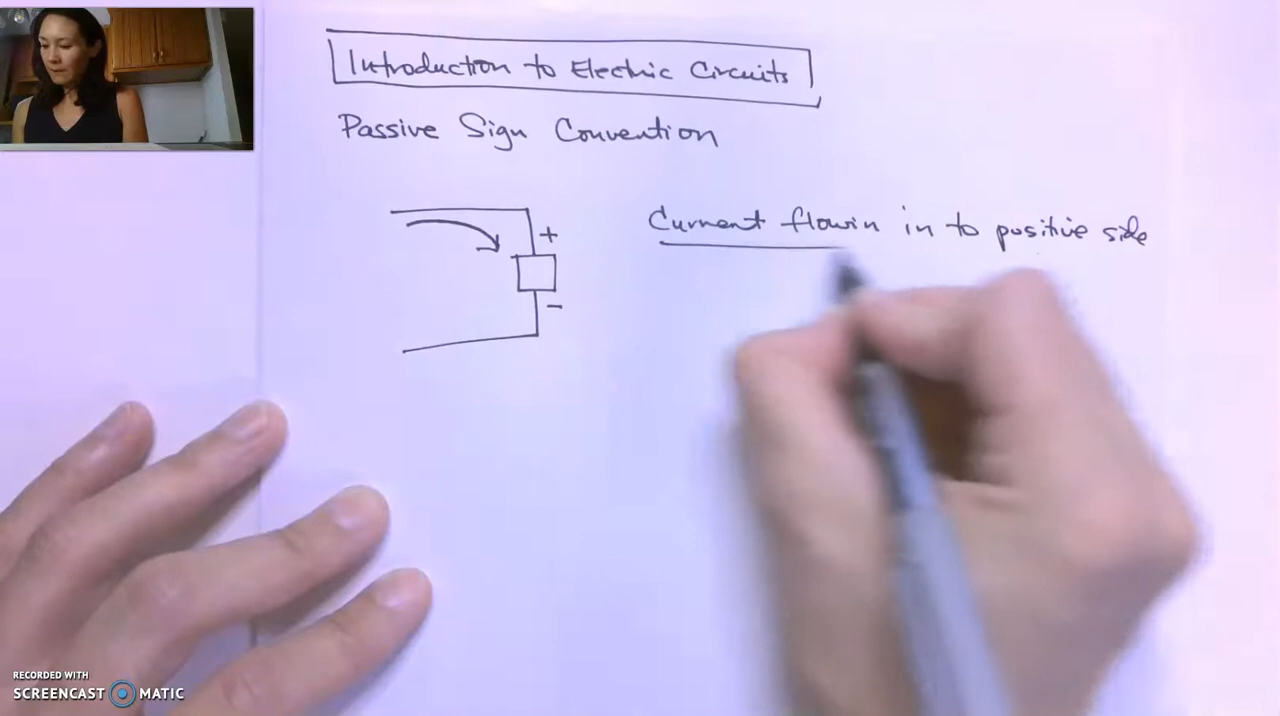 Introduction to Electric Circuits
Passive Sign Convention
Current flowin in to positive side
+
−
RECORDED WITH
SCREENCAST MATIC